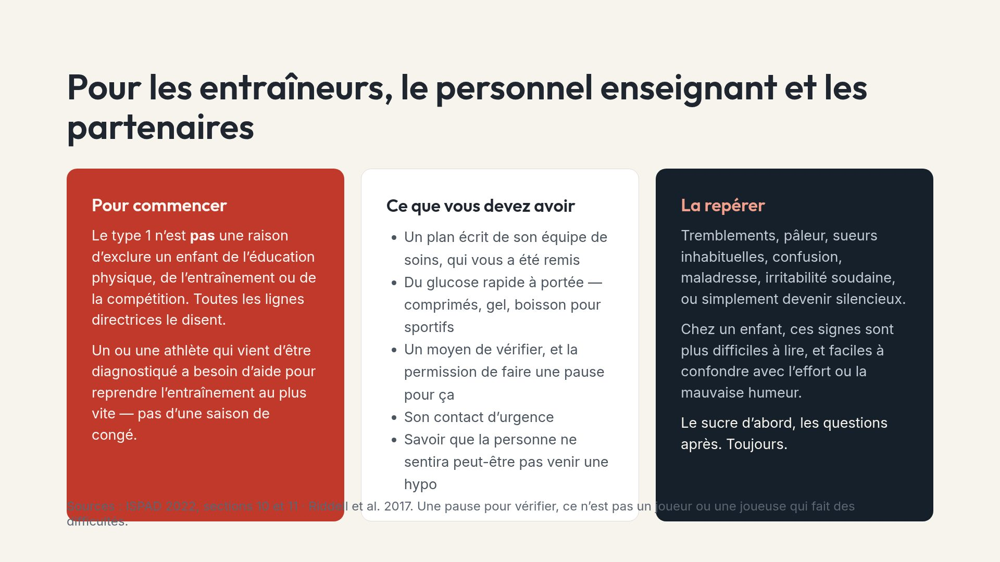 Pour les entraîneurs, le personnel enseignant et les
partenaires
Pour commencer
Le type 1 n’est pas une raison
d’exclure un enfant de l’éducation
physique, de l’entraînement ou de
la compétition. Toutes les lignes
directrices le disent.
Un ou une athlète qui vient d’être
diagnostiqué a besoin d’aide pour
reprendre l’entraînement au plus
vite — pas d’une saison de
congé.
Ce que vous devez avoir
• Un plan écrit de son équipe de
soins, qui vous a été remis
• Du glucose rapide à portée —
comprimés, gel, boisson pour
sportifs
• Un moyen de vérifier, et la
permission de faire une pause
pour ça
• Son contact d’urgence
• Savoir que la personne ne
sentira peut-être pas venir une
hypo
La repérer
Tremblements, pâleur, sueurs
inhabituelles, confusion,
maladresse, irritabilité soudaine,
ou simplement devenir silencieux.
Chez un enfant, ces signes sont
plus difficiles à lire, et faciles à
confondre avec l’effort ou la
mauvaise humeur.
Le sucre d’abord, les questions
après. Toujours.
Sources : ISPAD 2022, sections 10 et 11 · Riddell et al. 2017. Une pause pour vérifier, ce n’est pas un joueur ou une joueuse qui fait des
difficultés.